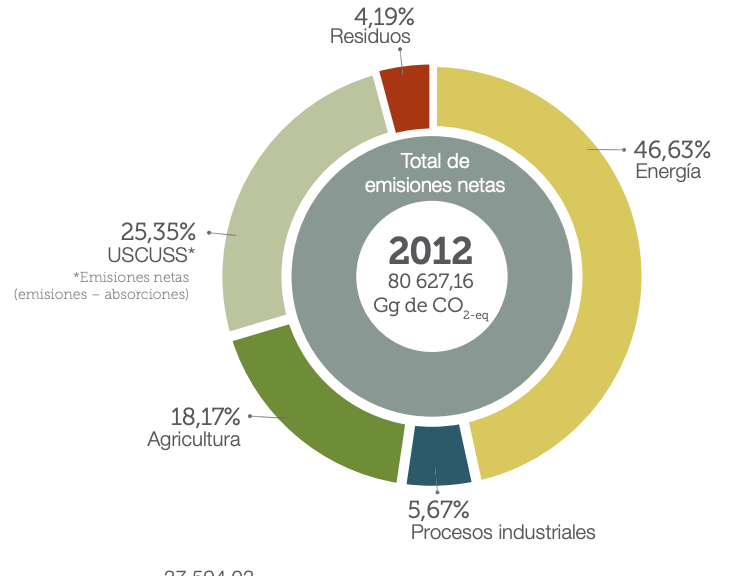 4,19%
Residuos
Total de
emisiones netas
46,63%
Energía
25,35%
USCUSS*
*Emisiones netas
(emisiones – absorciones)
2012
80 627,16
Gg de CO2-eq
18,17%
Agricultura
5,67%
Procesos industriales